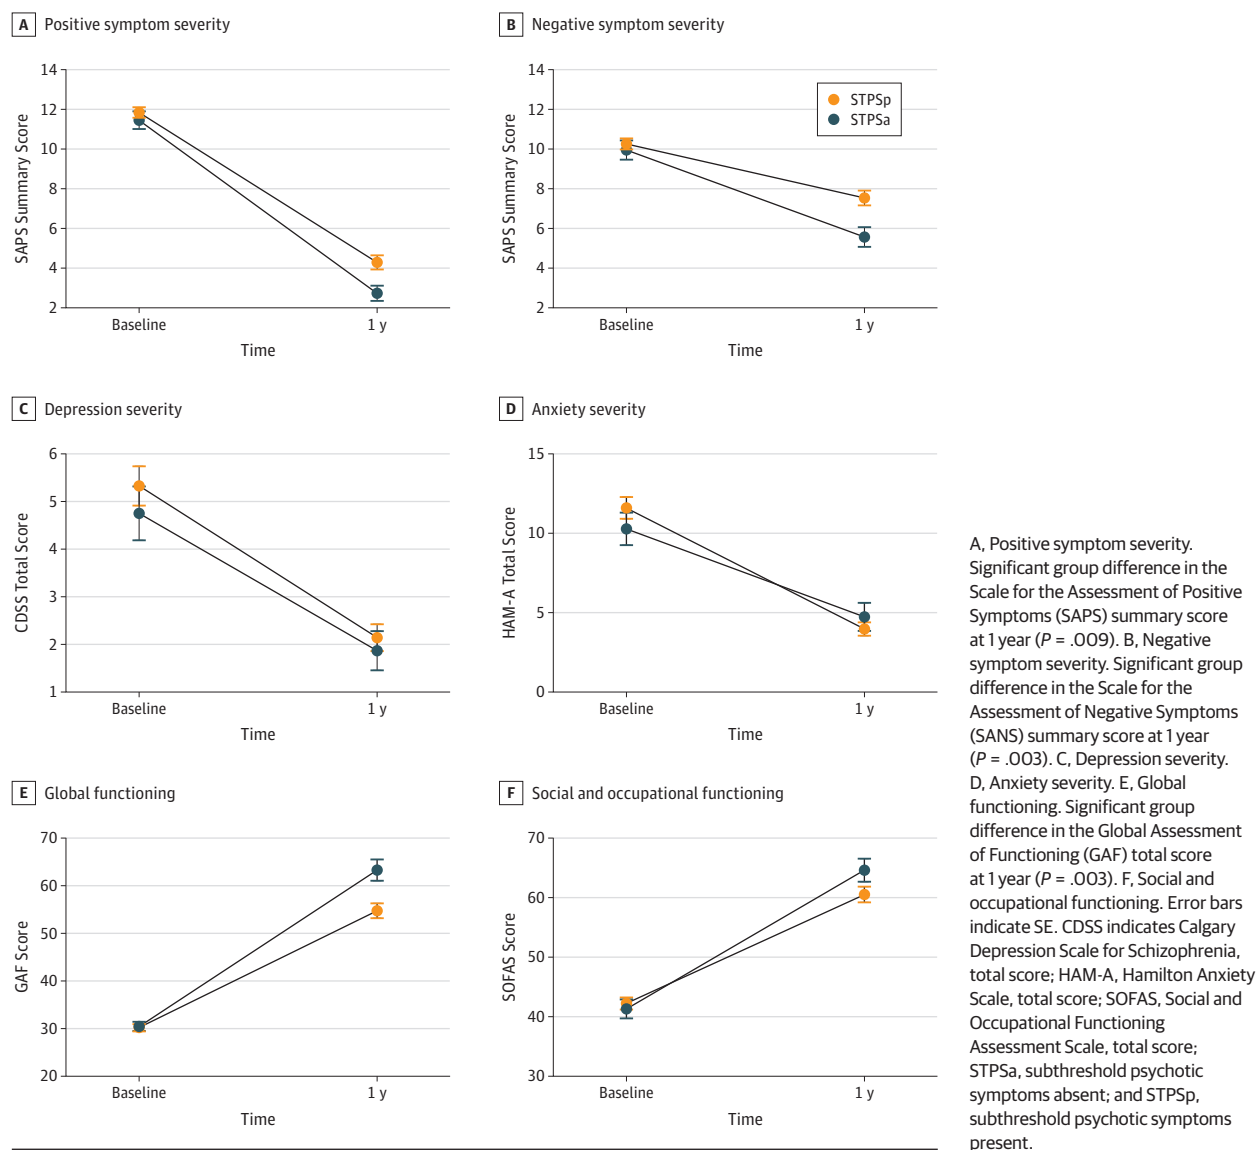 A Positive symptom severity
14
12
10
8
6
4
2
SAPS Summary Score
Baseline
1 y
Time
B Negative symptom severity
14
12
10
8
6
4
2
SAPS Summary Score
STPSp
STPSa
Baseline
1 y
Time
C Depression severity
6
5
4
3
2
1
CDSS Total Score
Baseline
1 y
Time
D Anxiety severity
15
10
5
0
HAM-A Total Score
Baseline
1 y
Time
E Global functioning
70
60
50
40
30
20
GAF Score
Baseline
1 y
Time
F Social and occupational functioning
70
60
50
40
30
SOFAS Score
Baseline
1 y
Time
A, Positive symptom severity.
Significant group difference in the
Scale for the Assessment of Positive
Symptoms (SAPS) summary score
at 1 year (P = .009). B, Negative
symptom severity. Significant group
difference in the Scale for the
Assessment of Negative Symptoms
(SANS) summary score at 1 year
(P = .003). C, Depression severity.
D, Anxiety severity. E, Global
functioning. Significant group
difference in the Global Assessment
of Functioning (GAF) total score
at 1 year (P = .003). F, Social and
occupational functioning. Error bars
indicate SE. CDSS indicates Calgary
Depression Scale for Schizophrenia,
total score; HAM-A, Hamilton Anxiety
Scale, total score; SOFAS, Social and
Occupational Functioning
Assessment Scale, total score;
STPSa, subthreshold psychotic
symptoms absent; and STPSp,
subthreshold psychotic symptoms
present.